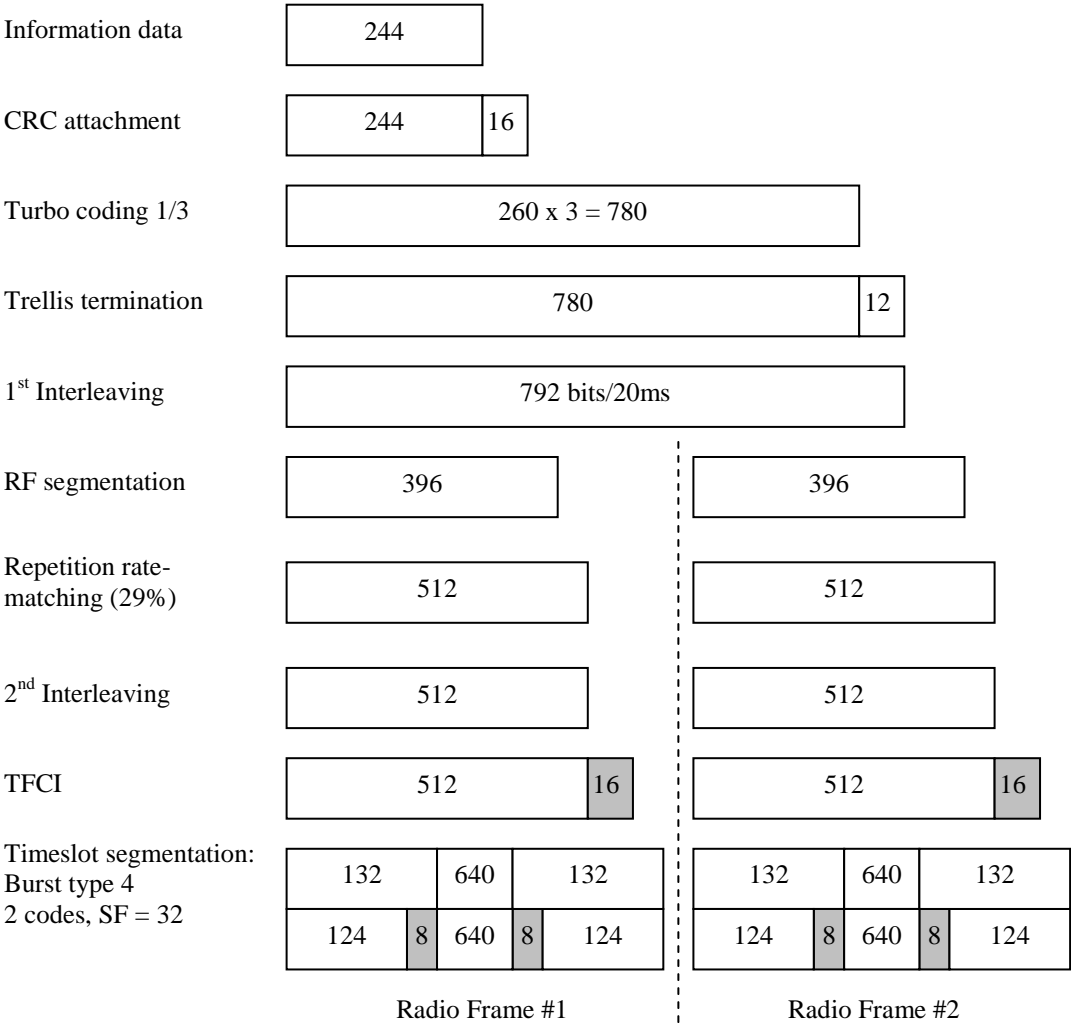 Information data
244
CRC attachment
244 16
Turbo coding 1/3
260 x 3 = 780
Trellis termination
780 12
1st Interleaving
792 bits/20ms
RF segmentation
396 396
Repetition rate-
matching (29%)
512 512
2nd Interleaving
512 512
TFCI
512 16 512 16
Timeslot segmentation:
Burst type 4
2 codes, SF = 32
132 640 132 132 640 132
124 8 640 8 124 124 8 640 8 124
Radio Frame #1 Radio Frame #2